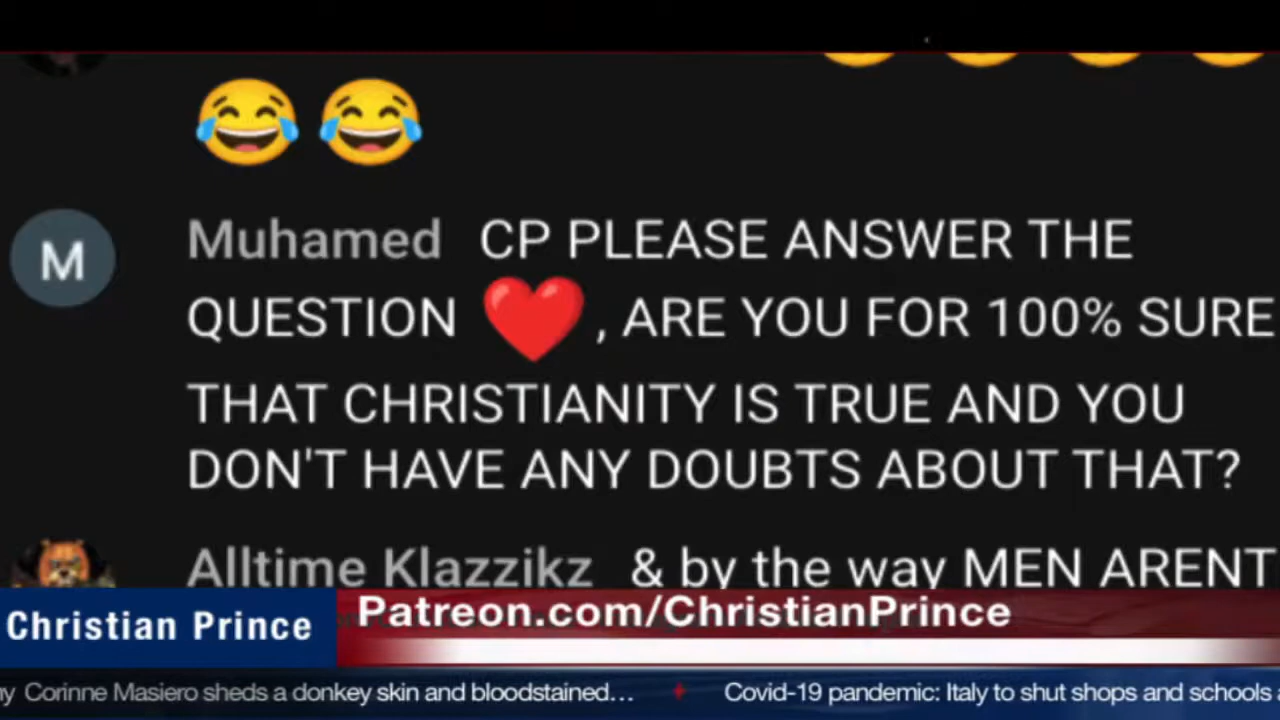 😂 😂
M
Muhamed CP PLEASE ANSWER THE
QUESTION ❤️ , ARE YOU FOR 100% SURE
THAT CHRISTIANITY IS TRUE AND YOU
DON'T HAVE ANY DOUBTS ABOUT THAT?
Alltime Klazzikz & by the way MEN ARENT
Christian Prince
Patreon.com/ChristianPrince
Corinne Masiero sheds a donkey skin and bloodstained…
Covid-19 pandemic: Italy to shut shops and schools